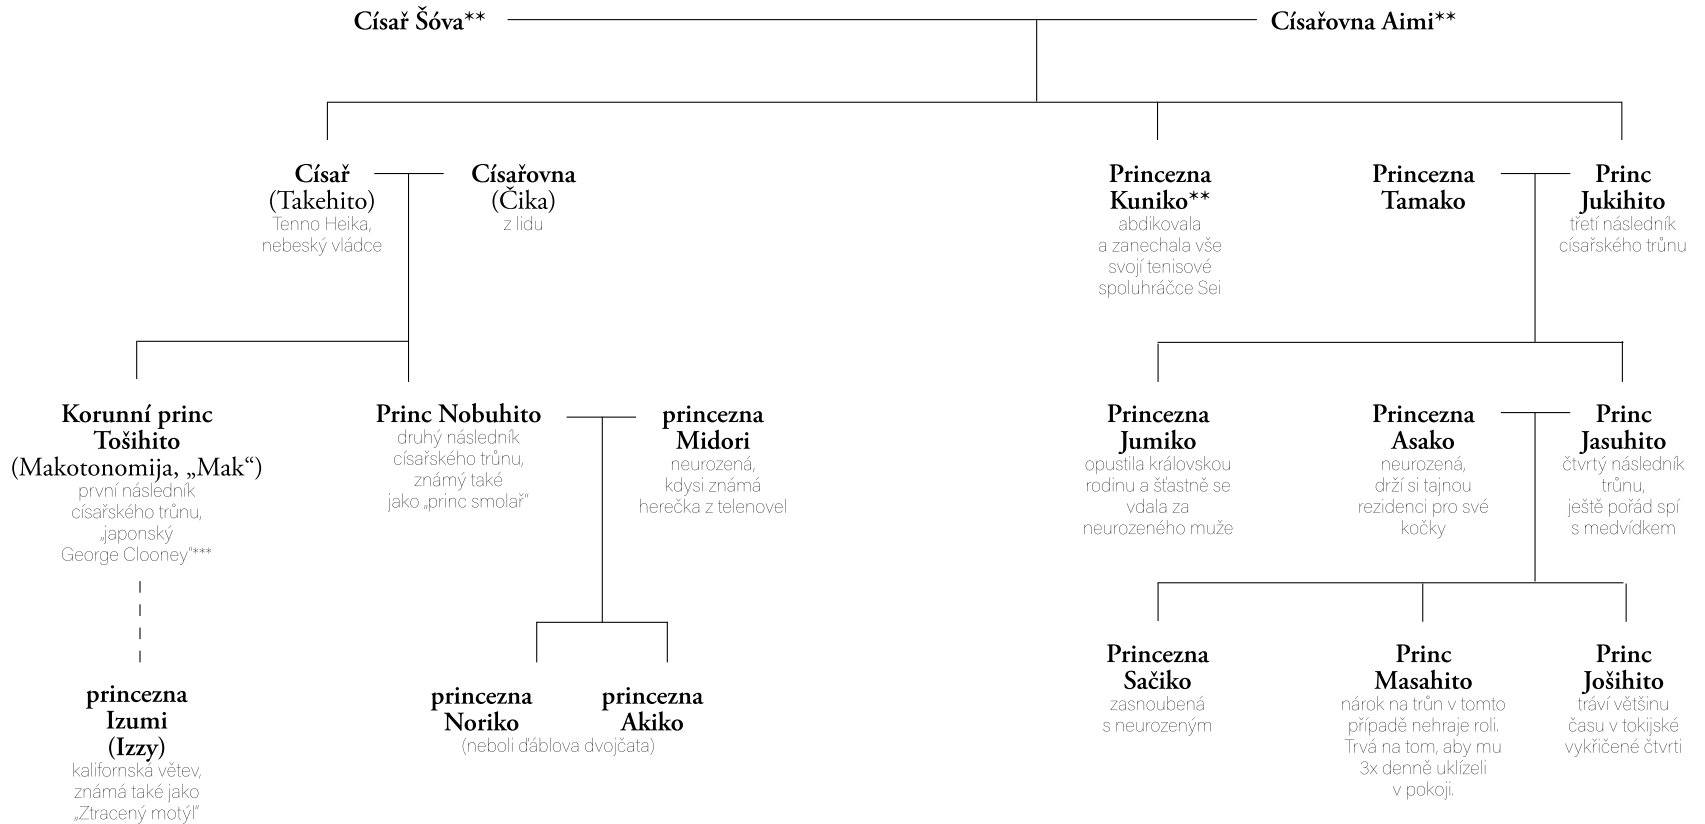 Císař Šóva**
Císařovna Aimi**
Císař
(Takehito)
Tenno Heika,
nebeský vládce
Císařovna
(Čika)
z lidu
Princezna
Kuniko**
abdikovala
a zanechala vše
svojí tenisové
spoluhráčce Sei
Princezna
Tamako
Princ
Jukihito
třetí následník
císařského trůnu
Korunní princ
Tošihito
(Makotonomija, „Mak“)
první následník
císařského trůnu,
„japonský
George Clooney“***
Princ Nobuhito
druhý následník
císařského trůnu,
známý také
jako „princ smolař“
princezna
Midori
neurozená,
kdysi známá
herečka z telenovel
Princezna
Jumiko
opustila královskou
rodinu a šťastně se
vdala za
neurozeného muže
Princezna
Asako
neurozená,
drží si tajnou
rezidenci pro své
kočky
Princ
Jasuhito
čtvrtý následník
trůnu,
ještě pořád spí
s medvídkem
princezna
Izumi
(Izzy)
kalifornská větev,
známá také jako
„Ztracený motýl“
princezna
Noriko
princezna
Akiko
(neboli ďáblova dvojčata)
Princezna
Sačiko
zasnoubená
s neurozeným
Princ
Masahito
nárok na trůn v tomto
případě nehraje roli.
Trvá na tom, aby mu
3x denně uklízeli
v pokoji.
Princ
Jošihito
tráví většinu
času v tokijské
vykřičené čtvrti